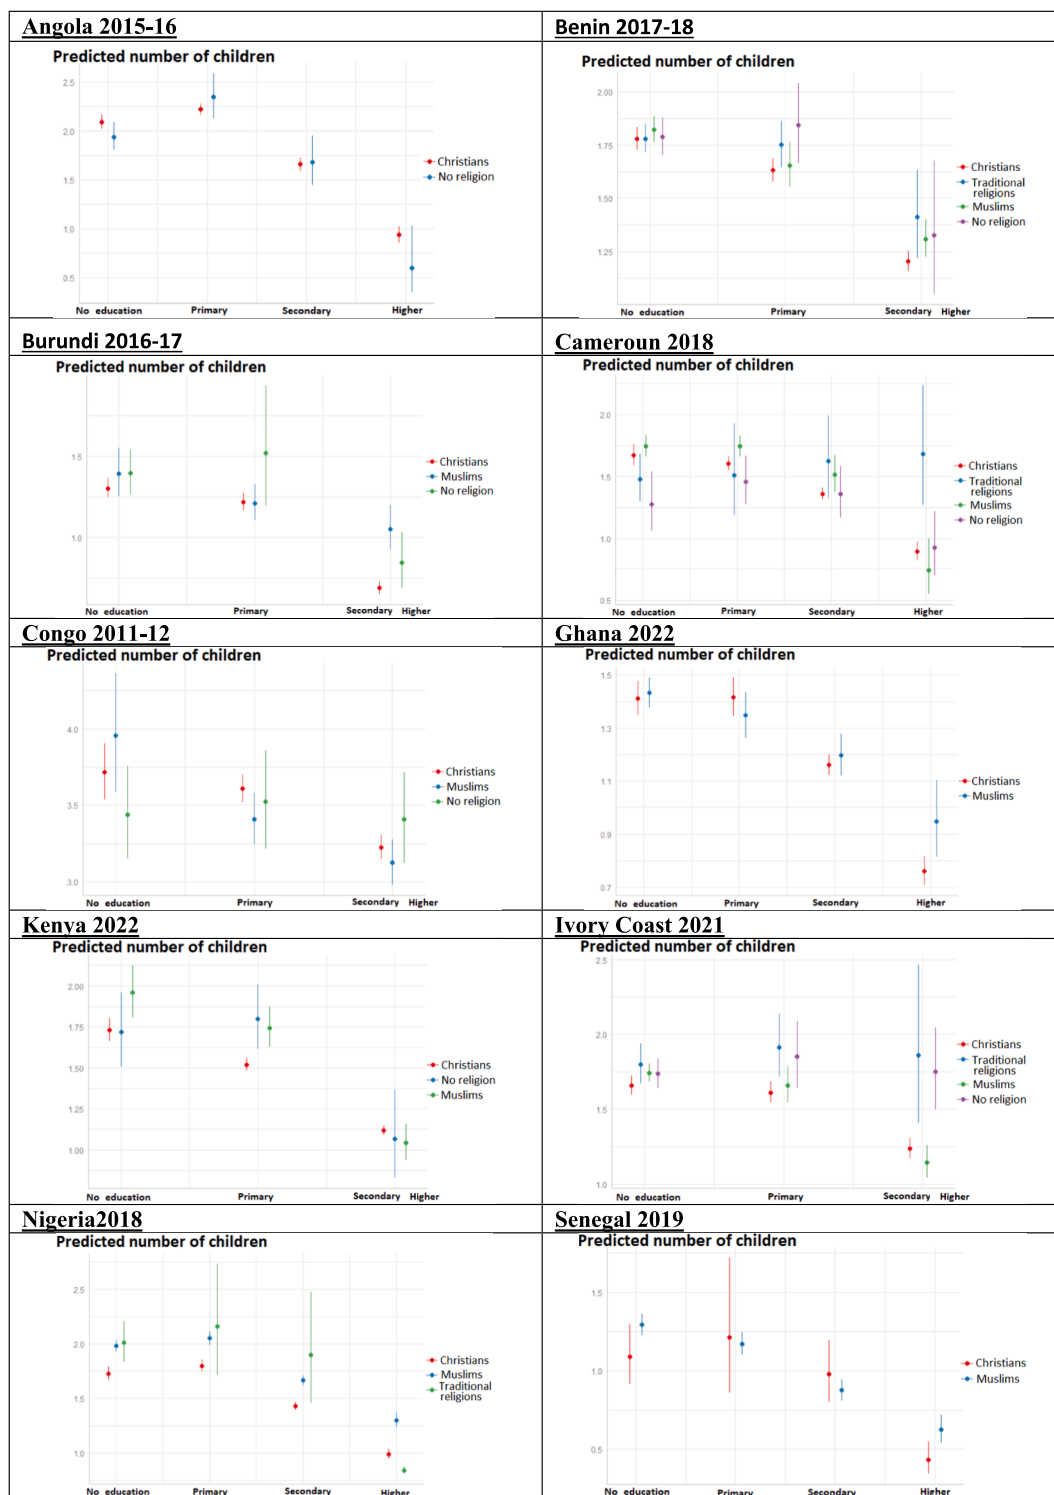 Angola 2015-16
Predicted number of children
2.5
2.0
1.5
1.0
0.5
No education Primary Secondary Higher
Christians
No religion
Benin 2017-18
Predicted number of children
2.00
1.75
1.50
1.25
No education Primary Secondary Higher
Christians
Traditional
religions
Muslims
No religion
Burundi 2016-17
Predicted number of children
1.5
1.0
No education Primary Secondary Higher
Christians
Muslims
No religion
Cameroun 2018
Predicted number of children
2.0
1.5
1.0
0.5
No education Primary Secondary Higher
Christians
Traditional
religions
Muslims
No religion
Congo 2011-12
Predicted number of children
4.0
3.5
3.0
No education Primary Secondary Higher
Christians
Muslims
No religion
Ghana 2022
Predicted number of children
1.5
1.3
1.1
0.9
0.7
No education Primary Secondary Higher
Christians
Muslims
Kenya 2022
Predicted number of children
2.00
1.75
1.50
1.25
1.00
No education Primary Secondary Higher
Christians
No religion
Muslims
Ivory Coast 2021
Predicted number of children
2.5
2.0
1.5
1.0
No education Primary Secondary Higher
Christians
Traditional
religions
Muslims
No religion
Nigeria2018
Predicted number of children
2.5
2.0
1.5
1.0
No education Primary Secondary Higher
Christians
Muslims
Traditional
religions
Senegal 2019
Predicted number of children
1.5
1.0
0.5
No education Primary Secondary Higher
Christians
Muslims